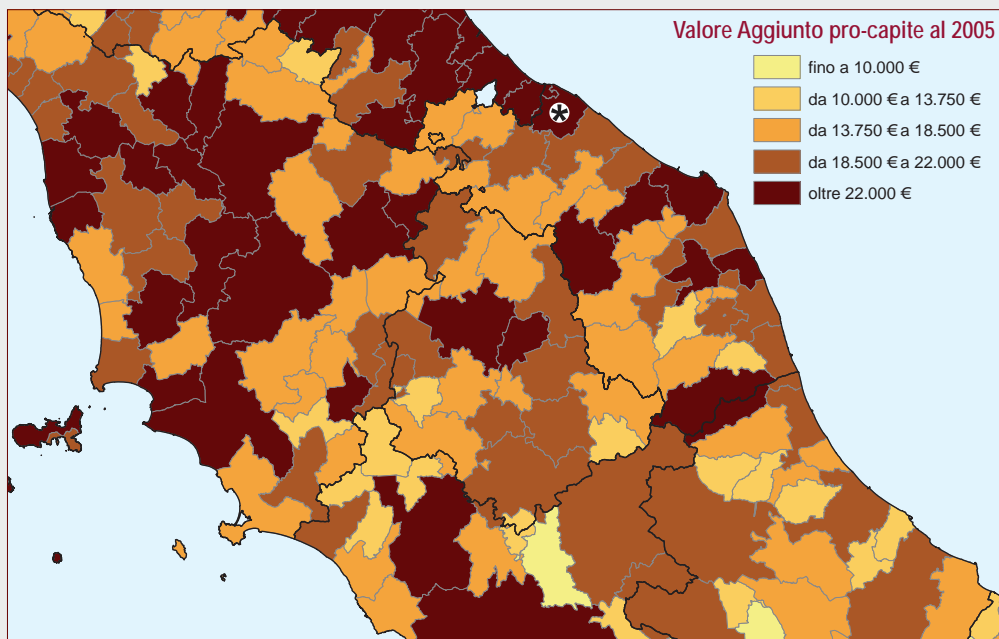 Valore Aggiunto pro-capite al 2005
fino a 10.000 €
da 10.000 € a 13.750 €
da 13.750 € a 18.500 €
da 18.500 € a 22.000 €
oltre 22.000 €